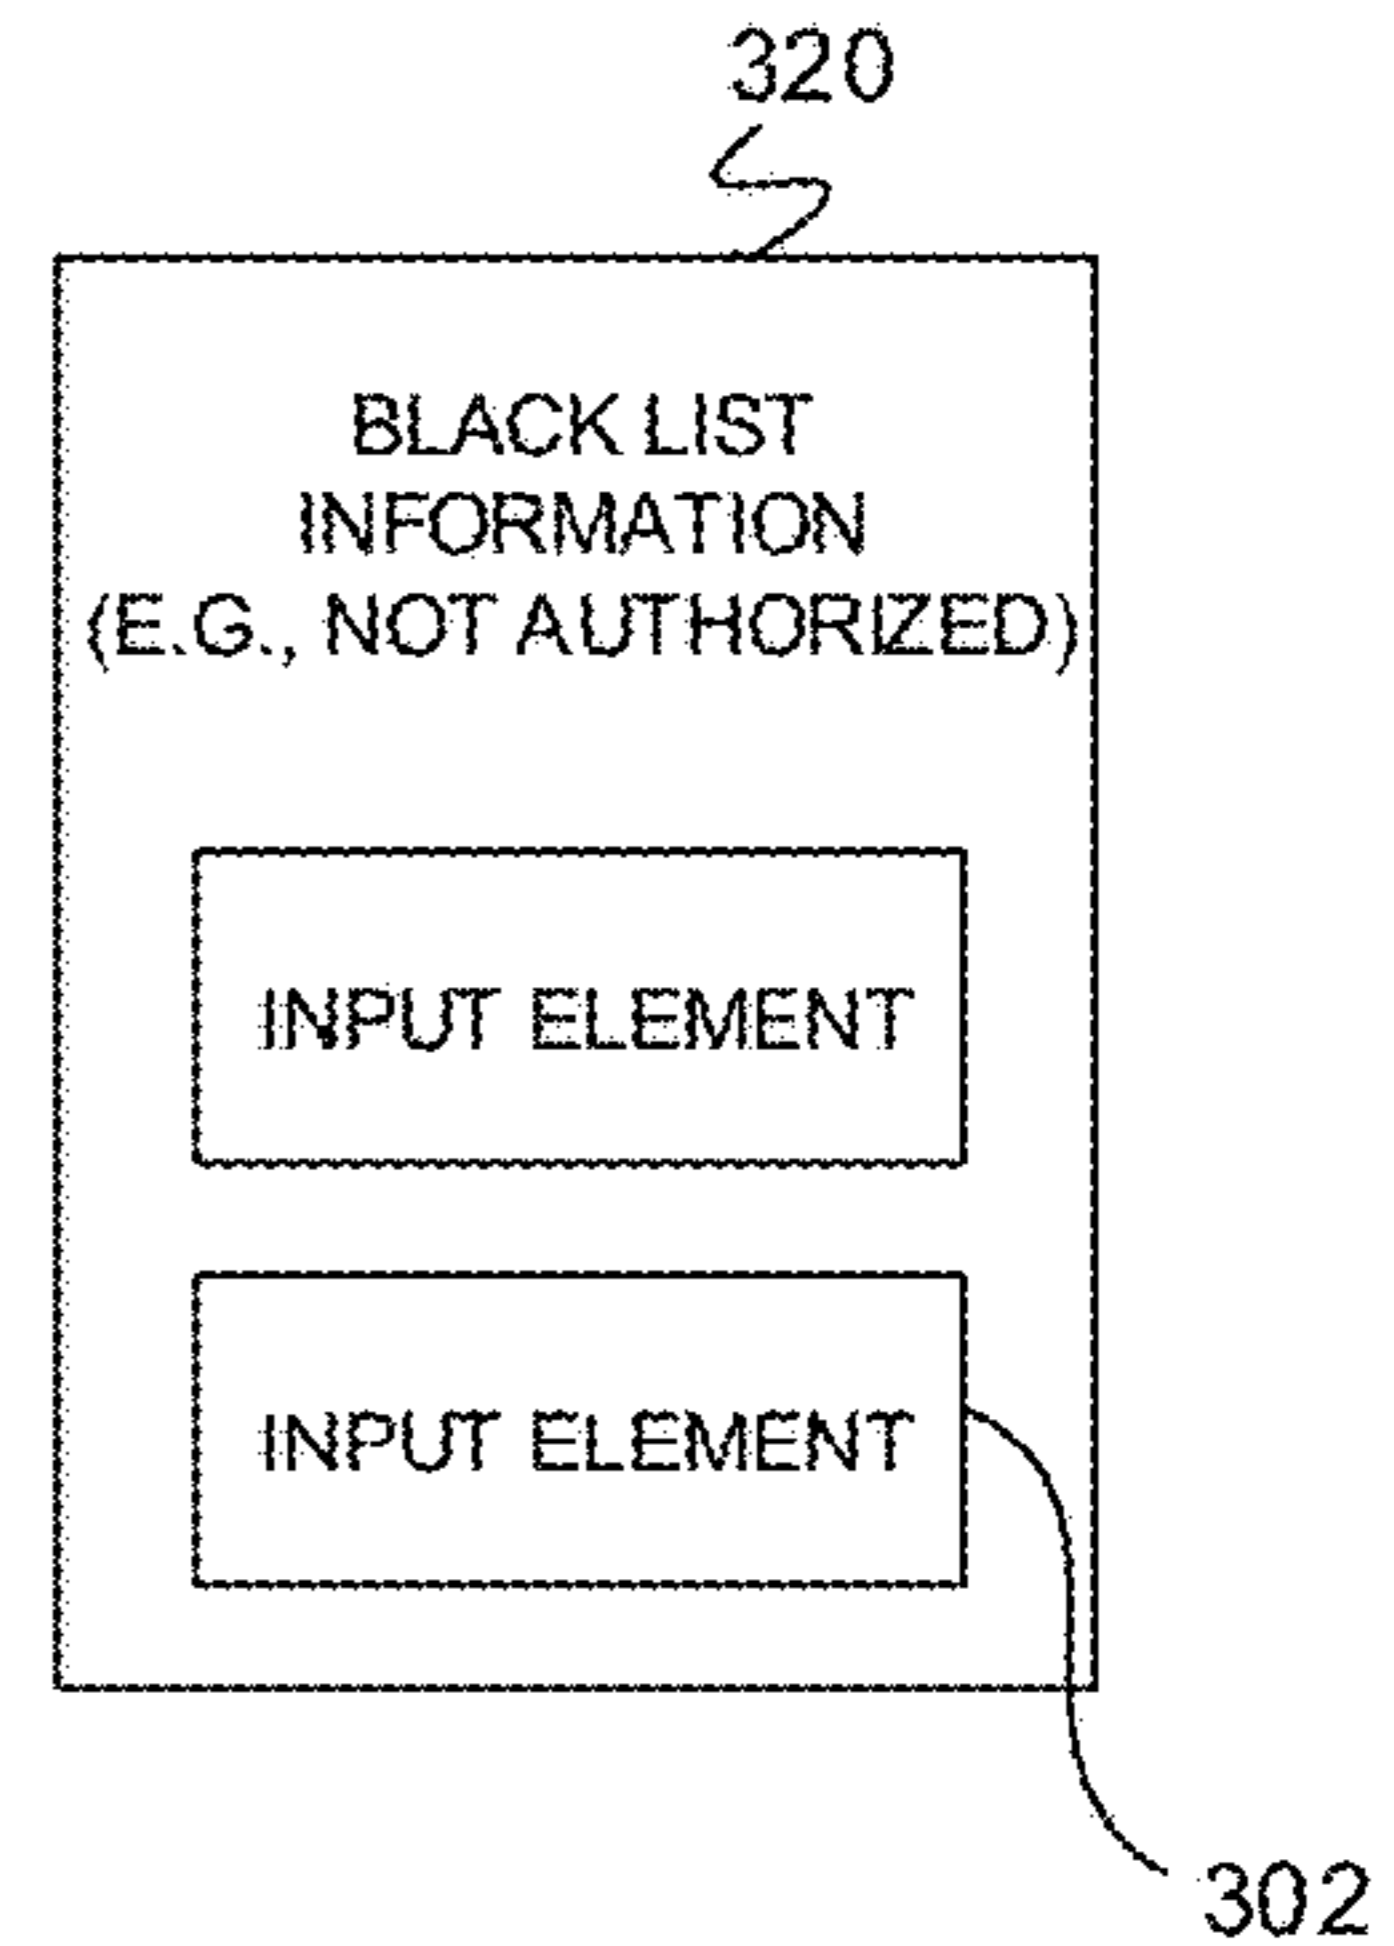 320
BLACK LIST
INFORMATION
(E.G., NOT AUTHORIZED)
INPUT ELEMENT
INPUT ELEMENT
302